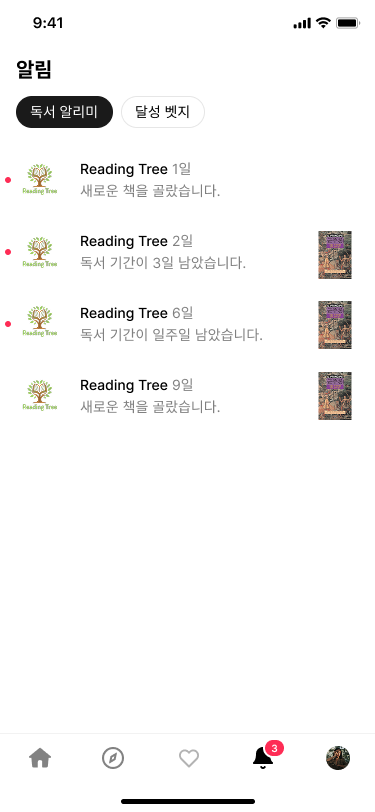 9:41
알림
독서 알리미
달성 벳지
Reading Tree 1일
새로운 책을 골랐습니다.
Reading Tree
Reading Tree 2일
독서 기간이 3일 남았습니다.
Reading Tree
Reading Tree 6일
독서 기간이 일주일 남았습니다.
Reading Tree
Reading Tree 9일
새로운 책을 골랐습니다.
Reading Tree
3